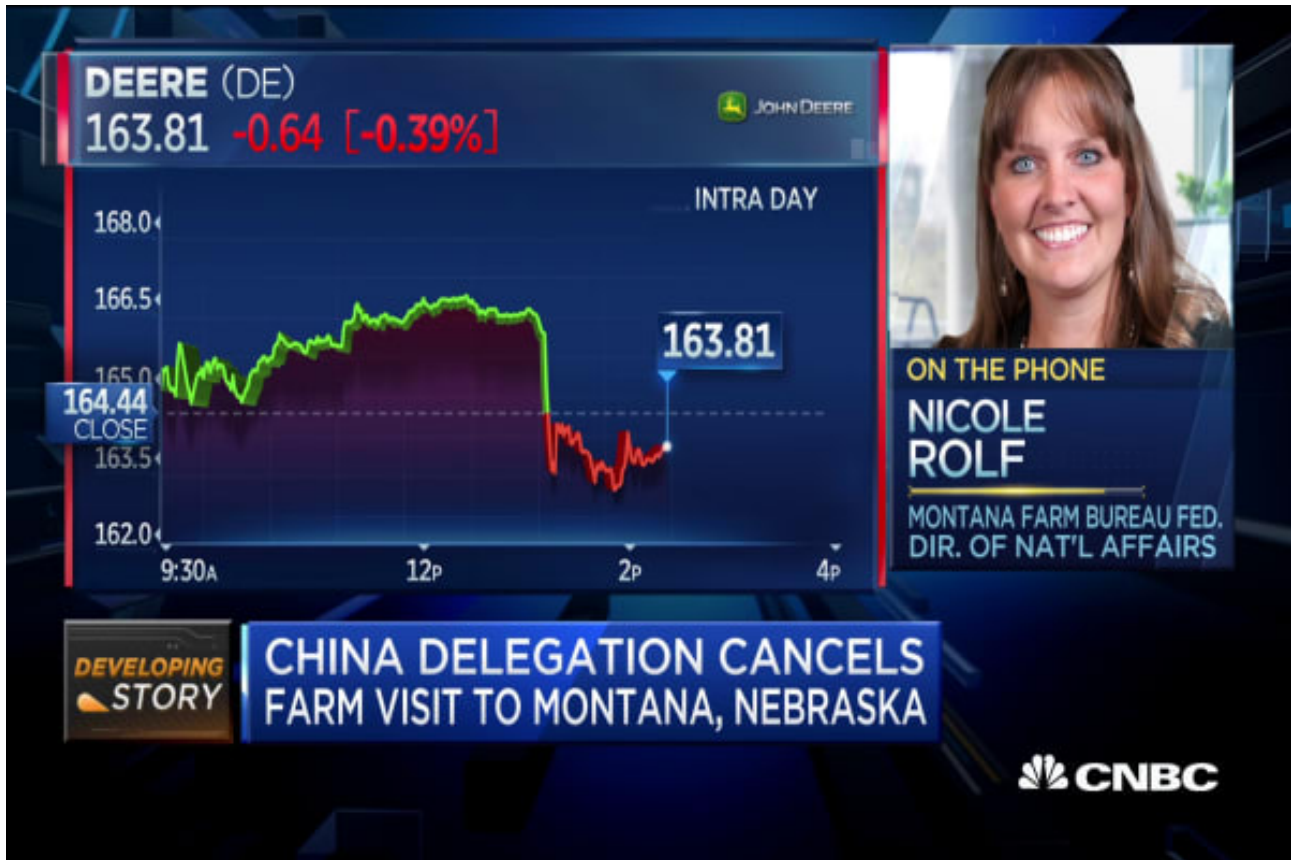 DEERE (DE)
163.81 -0.64 [-0.39%]
JOHN DEERE
INTRA DAY
168.0
166.5
165.0
164.44
CLOSE
163.5
162.0
163.81
9:30A 12P 2P 4P
ON THE PHONE
NICOLE
ROLF
MONTANA FARM BUREAU FED.
DIR. OF NAT'L AFFAIRS
DEVELOPING
STORY
CHINA DELEGATION CANCELS
FARM VISIT TO MONTANA, NEBRASKA
CNBC